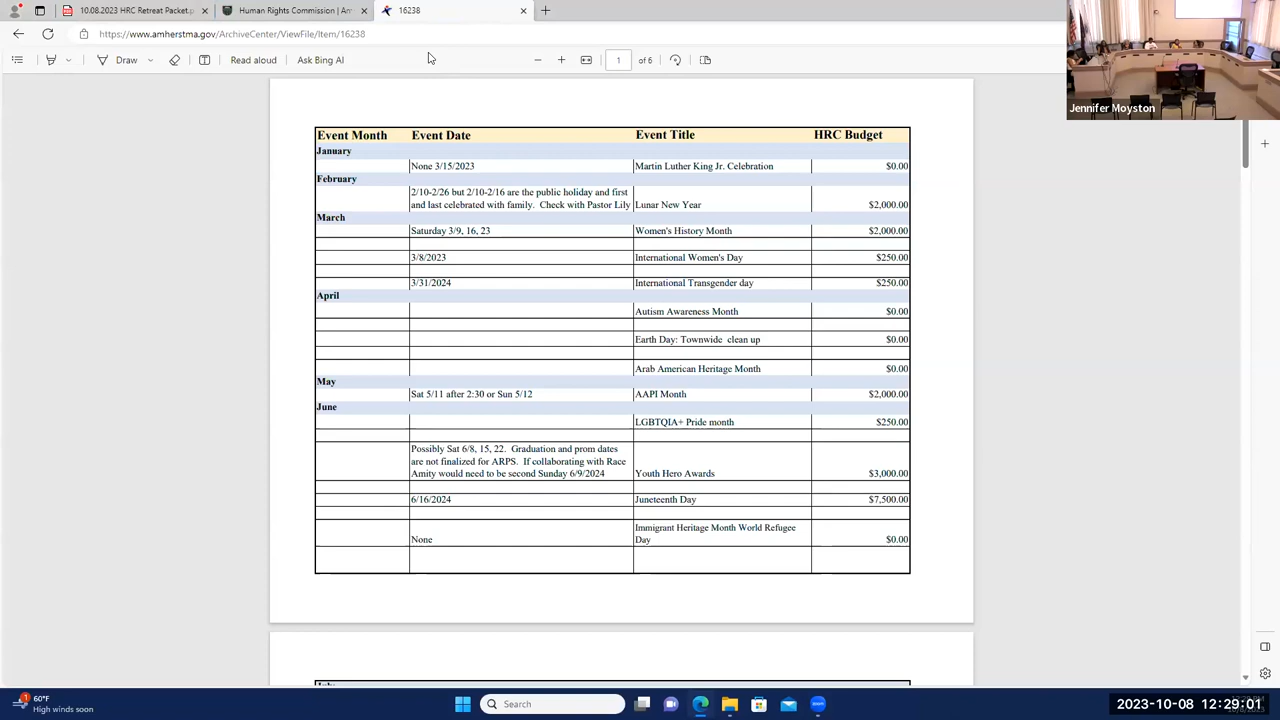 10.08.2023 HRC Retreat Packet.p
Human Rights Commission | Am
16238
https://www.amherstma.gov/ArchiveCenter/ViewFile/Item/16238
Draw
Read aloud
Ask Bing AI
1
of 6
Jennifer Moyston
Event Month Event Date Event Title HRC Budget
January
None 3/15/2023 Martin Luther King Jr. Celebration $0.00
February
2/10-2/26 but 2/10-2/16 are the public holiday and first
and last celebrated with family. Check with Pastor Lily Lunar New Year $2,000.00
March
Saturday 3/9, 16, 23 Women's History Month $2,000.00
3/8/2023 International Women's Day $250.00
3/31/2024 International Transgender day $250.00
April
Autism Awareness Month $0.00
Earth Day: Townwide clean up $0.00
Arab American Heritage Month $0.00
May
Sat 5/11 after 2:30 or Sun 5/12 AAPI Month $2,000.00
June
LGBTQIA+ Pride month $250.00
Possibly Sat 6/8, 15, 22. Graduation and prom dates
are not finalized for ARPS. If collaborating with Race
Amity would need to be second Sunday 6/9/2024 Youth Hero Awards $3,000.00
6/16/2024 Juneteenth Day $7,500.00
Immigrant Heritage Month World Refugee
None Day $0.00
1
60°F
High winds soon
Search
2023-10-08 12:29:01